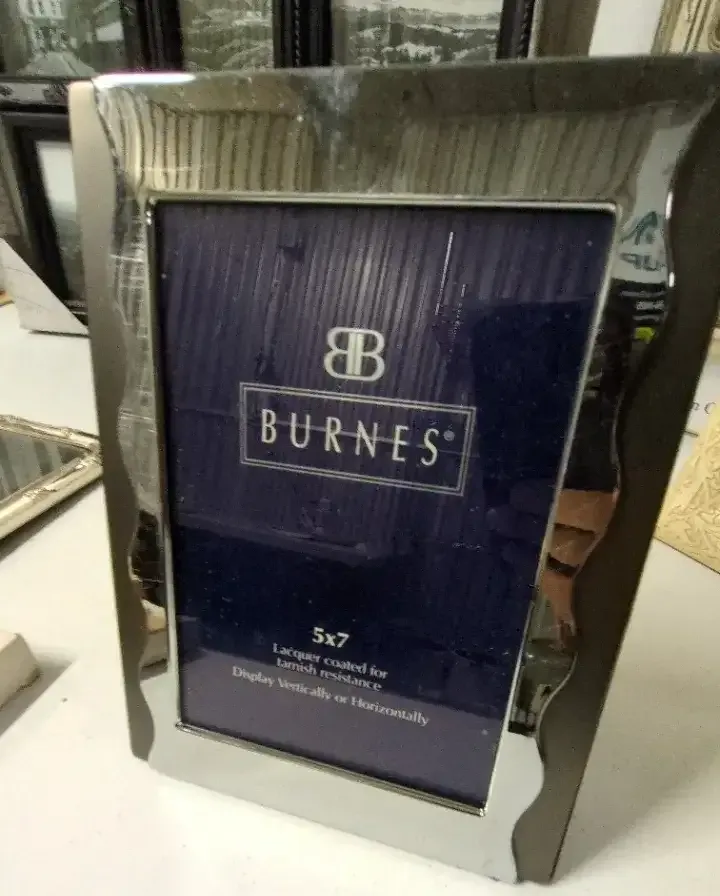 BB
BURNES®
5x7
Lacquer coated for
tarnish resistance
Display Vertically or Horizontally